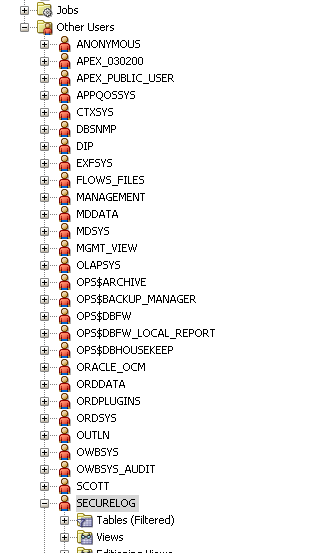 Jobs
Other Users
ANONYMOUS
APEX_030200
APEX_PUBLIC_USER
APPQOSSYS
CTXSYS
DBSNMP
DIP
EXFSYS
FLOWS_FILES
MANAGEMENT
MDDATA
MDSYS
MGMT_VIEW
OLAPSYS
OPS$ARCHIVE
OPS$BACKUP_MANAGER
OPS$DBFW
OPS$DBFW_LOCAL_REPORT
OPS$DBHOUSEKEEP
ORACLE_OCM
ORDDATA
ORDPLUGINS
ORDSYS
OUTLN
OWBSYS
OWBSYS_AUDIT
SCOTT
SECURELOG
Tables (Filtered)
Views
Editioning Views